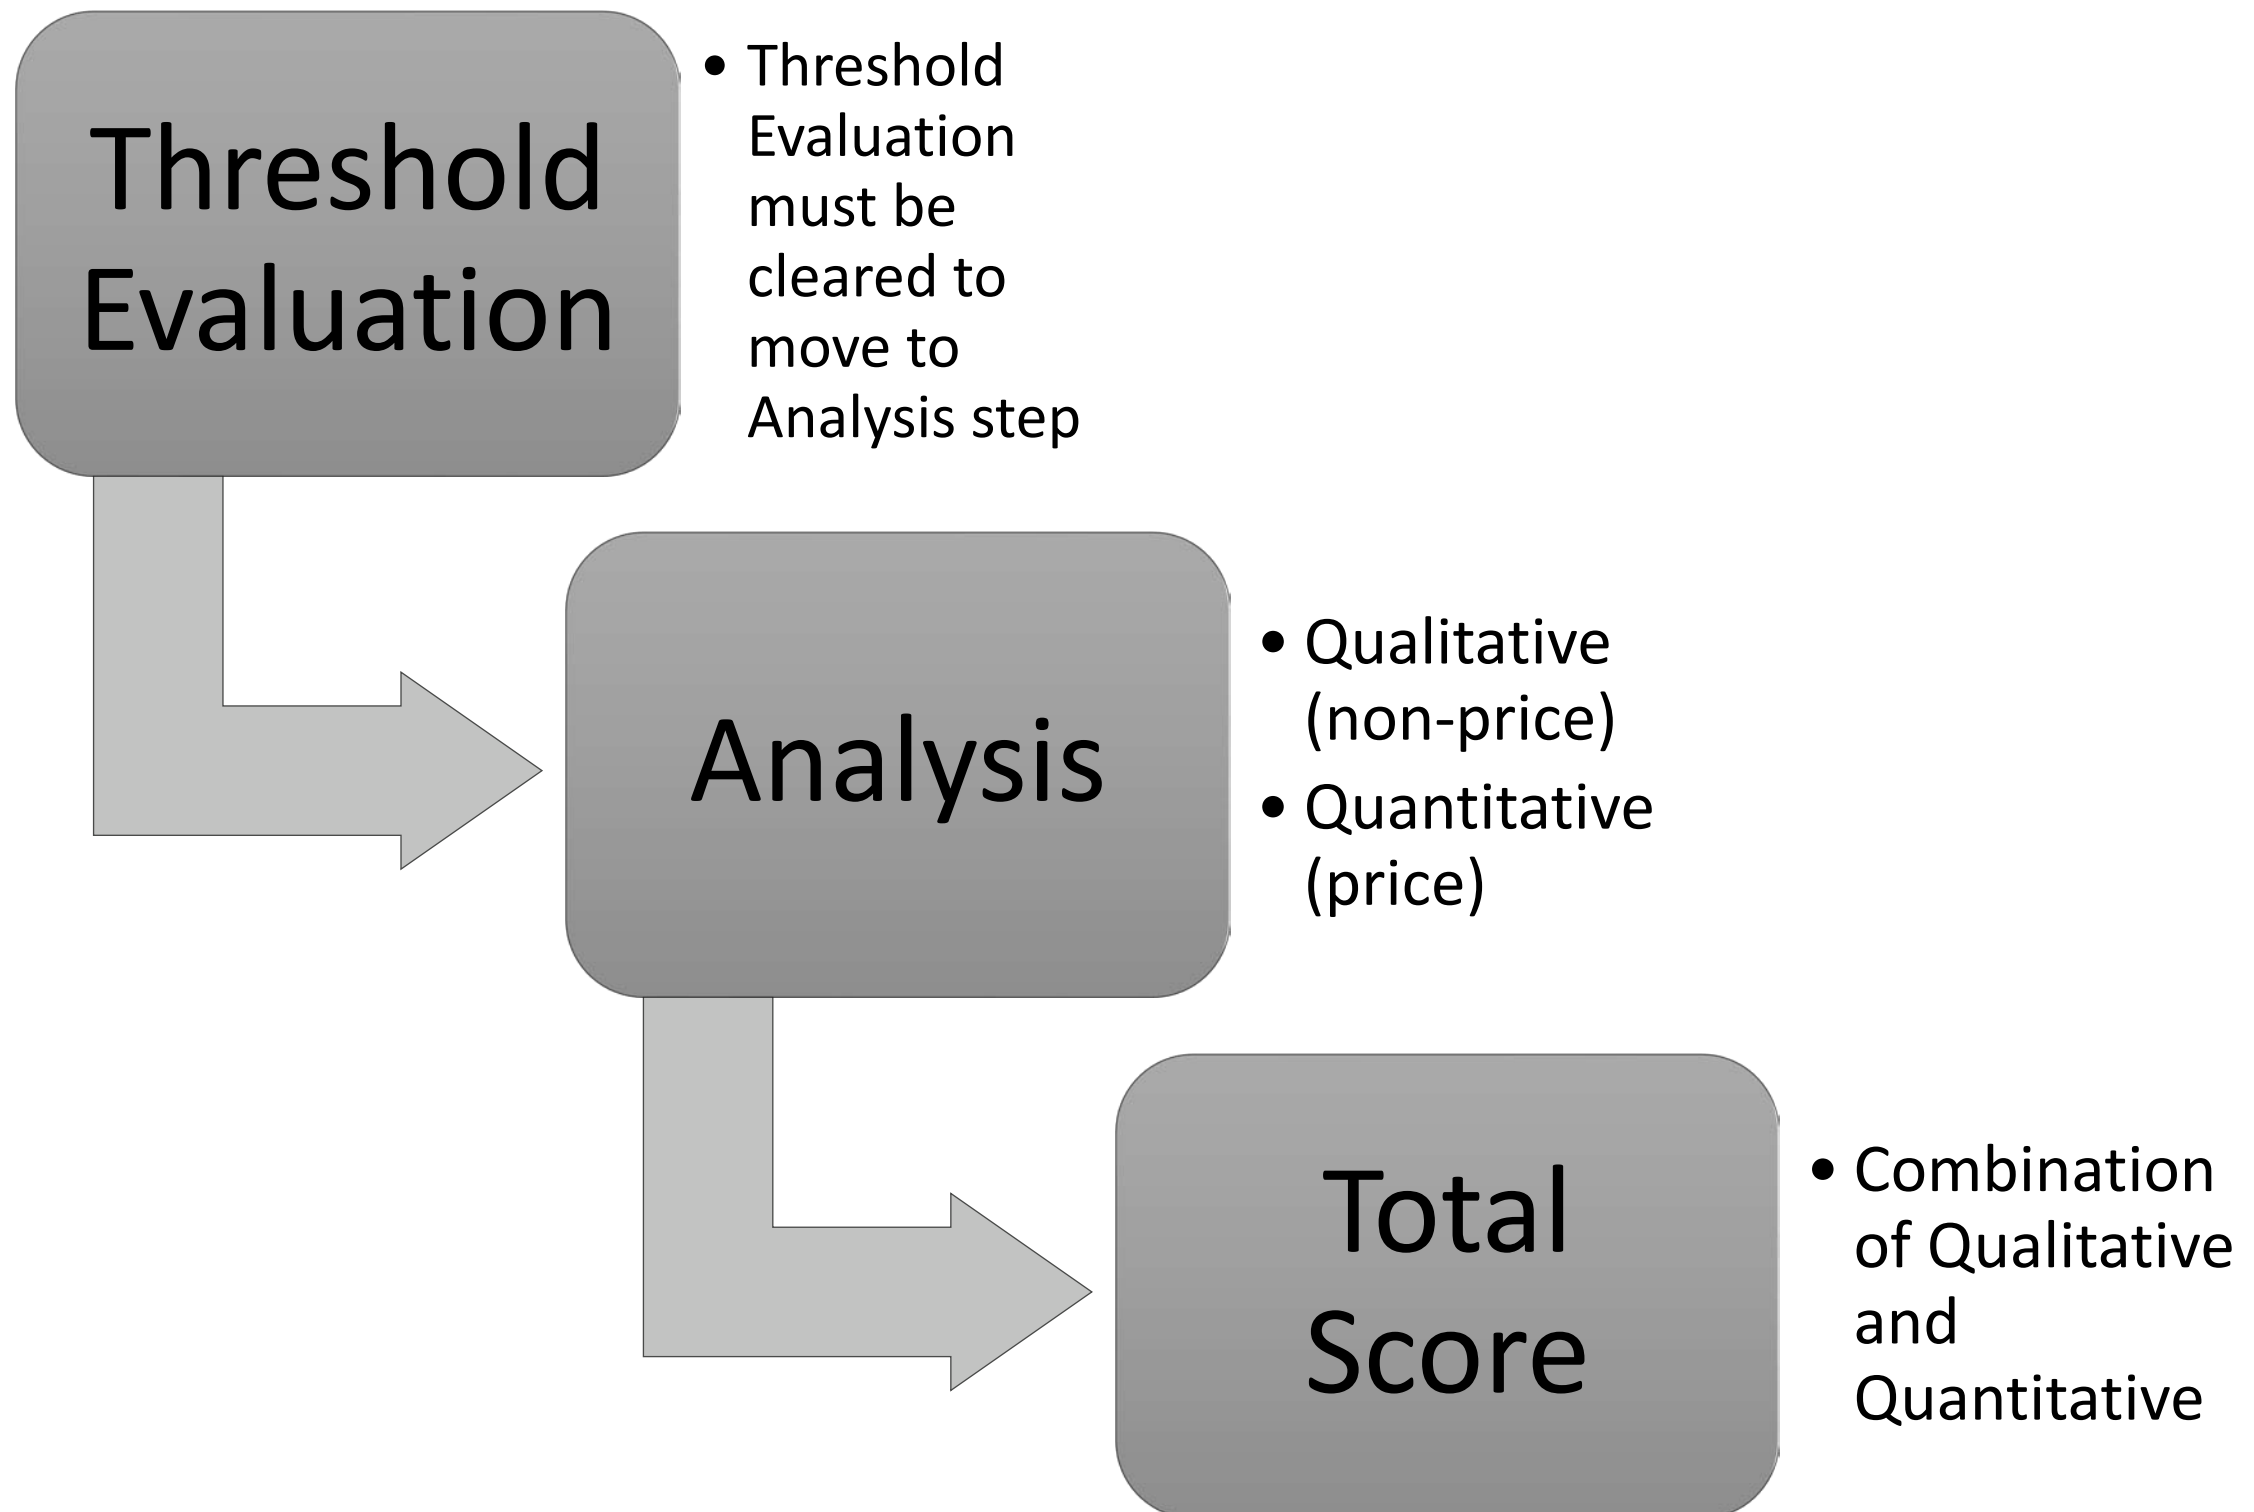 Threshold
Evaluation
• Threshold
Evaluation
must be
cleared to
move to
Analysis step
Analysis
• Qualitative
(non-price)
• Quantitative
(price)
Total
Score
• Combination
of Qualitative
and
Quantitative